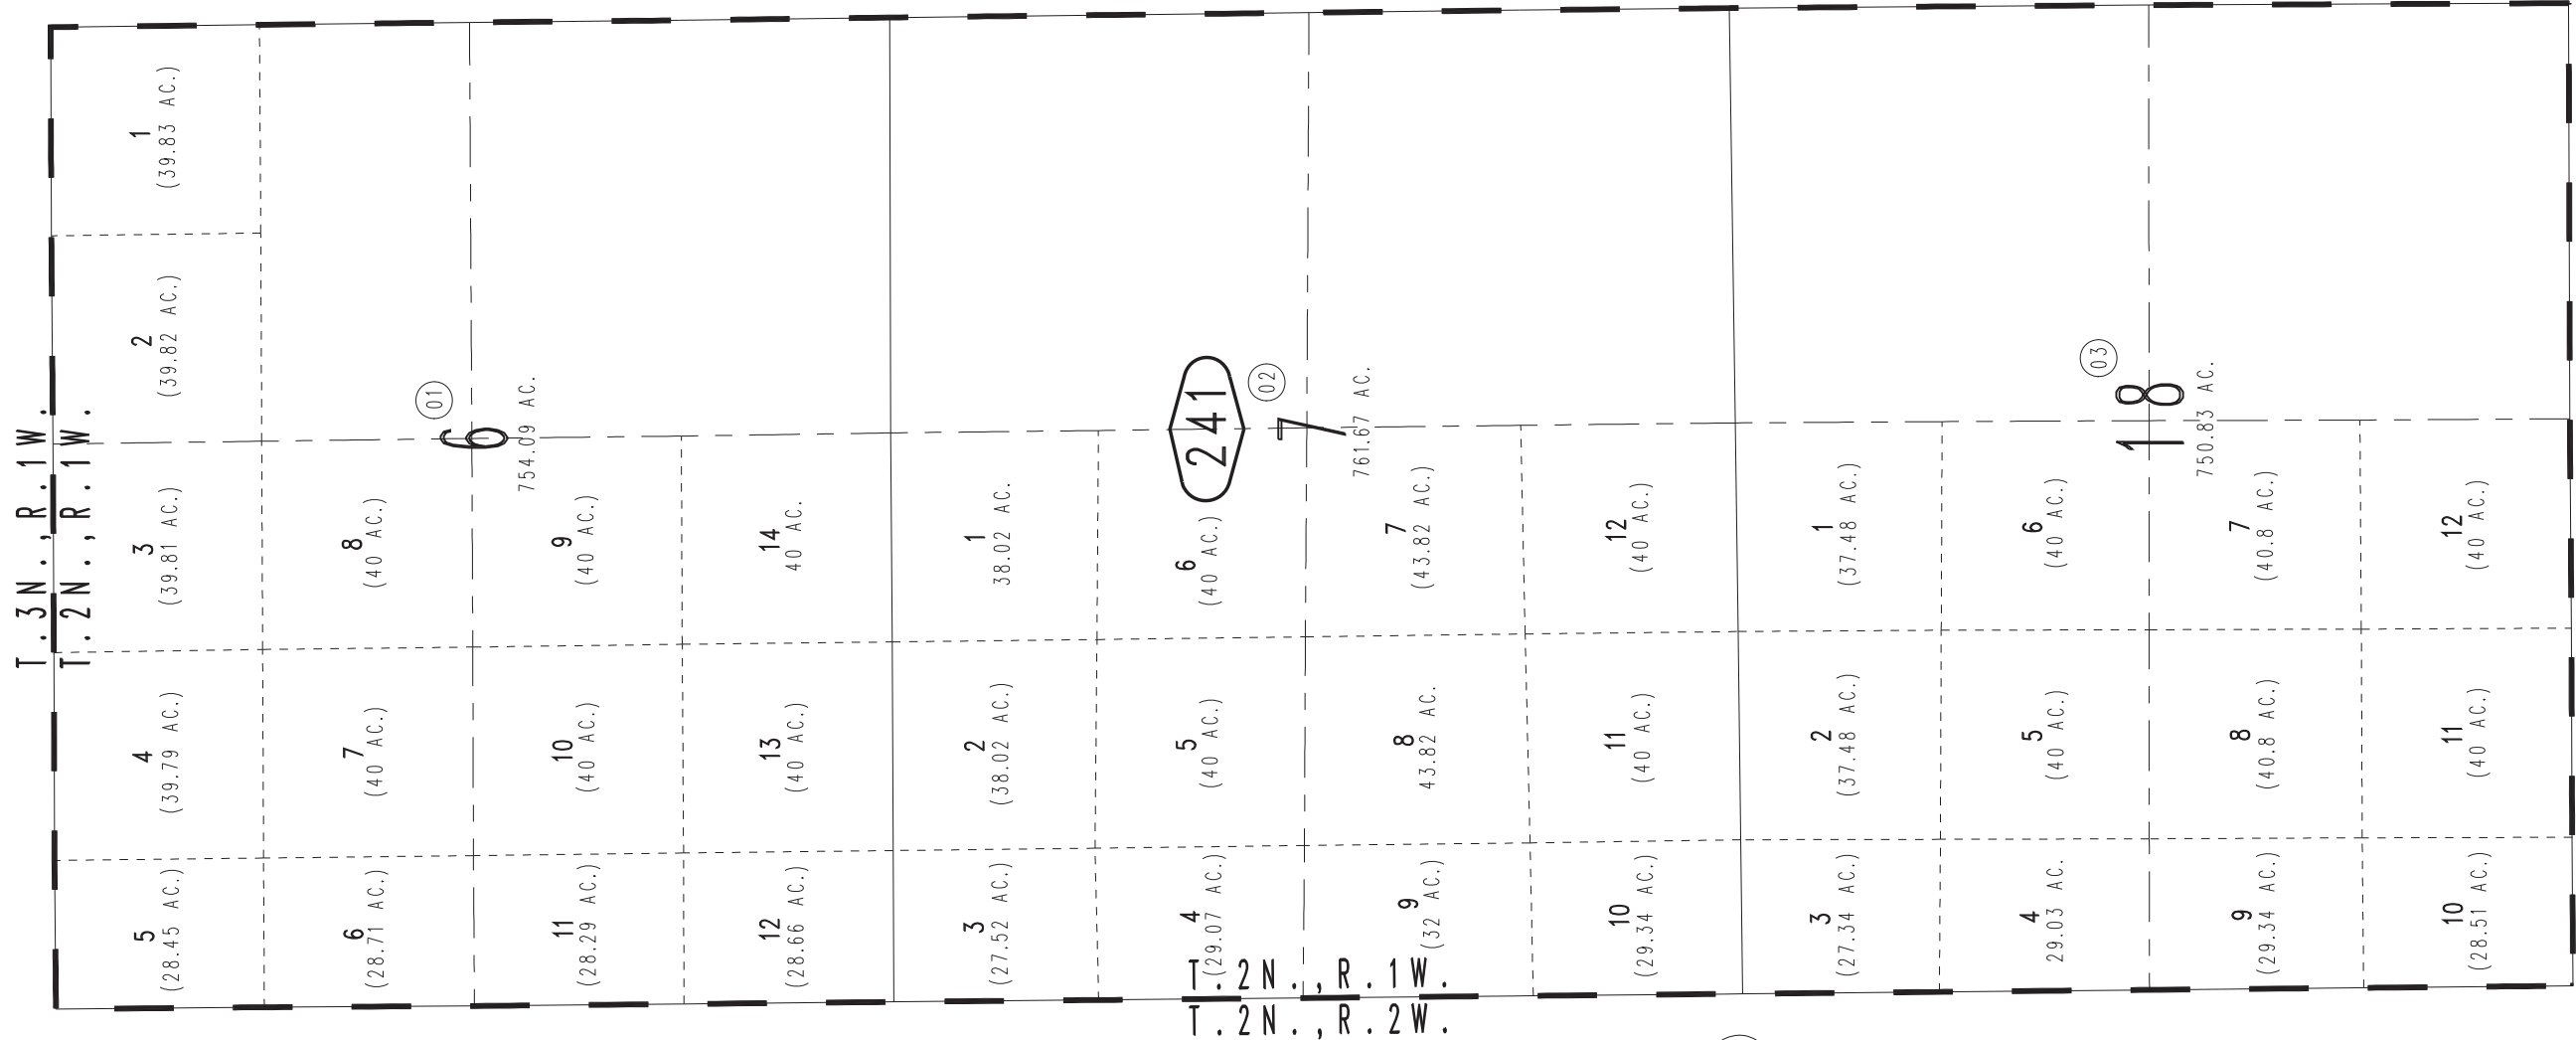 T.3N.,R.1W.
T.2N.,R.1W.
1
(39.83 AC.)
2
(39.82 AC.)
3
(39.81 AC.)
4
(39.79 AC.)
5
(28.45 AC.)
01
6
754.09 AC.
8
(40 AC.)
7
(40 AC.)
6
(28.71 AC.)
9
(40 AC.)
10
(40 AC.)
11
(28.29 AC.)
14
40 AC.
13
(40 AC.)
12
(28.66 AC.)
1
38.02 AC.
2
(38.02 AC.)
3
(27.52 AC.)
241
02
7
761.67 AC.
6
(40 AC.)
5
(40 AC.)
4
(29.07 AC.)
7
(43.82 AC.)
8
43.82 AC.
9
(32 AC.)
12
(40 AC.)
11
(40 AC.)
10
(29.34 AC.)
1
(37.48 AC.)
2
(37.48 AC.)
3
(27.34 AC.)
03
18
750.83 AC.
6
(40 AC.)
5
(40 AC.)
4
29.03 AC.
7
(40.8 AC.)
8
(40.8 AC.)
9
(29.34 AC.)
12
(40 AC.)
11
(40 AC.)
10
(28.51 AC.)
T.2N.,R.1W.
T.2N.,R.2W.